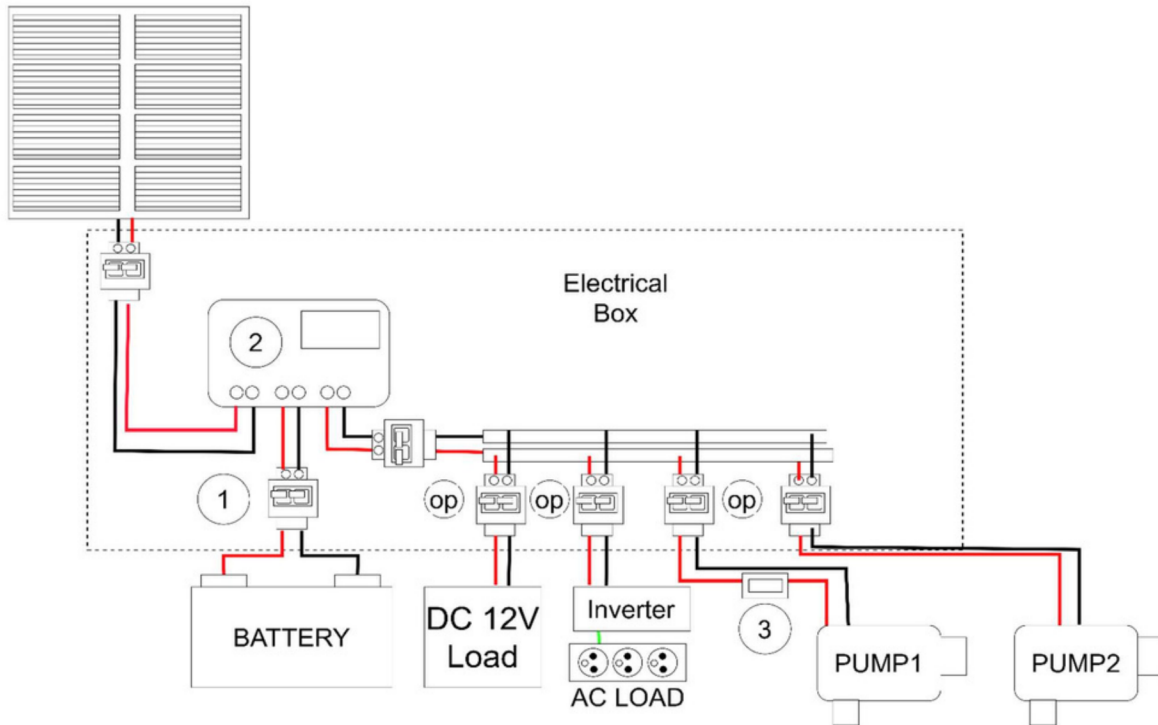 Electrical
Box
2
1
op
op
op
BATTERY
DC 12V
Load
Inverter
AC LOAD
3
PUMP1
PUMP2